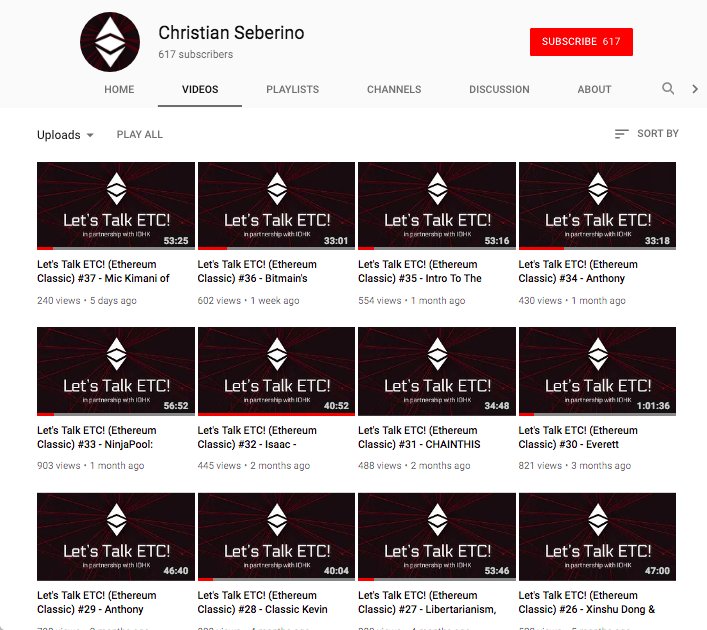 Christian Seberino
617 subscribers
SUBSCRIBE 617
HOME VIDEOS PLAYLISTS CHANNELS DISCUSSION ABOUT
Uploads PLAY ALL SORT BY
Let's Talk ETC! Let's Talk ETC! Let's Talk ETC! Let's Talk ETC!
in partnership with IOHK in partnership with IOHK in partnership with IOHK in partnership with IOHK
53:25 33:01 53:16 33:18
Let's Talk ETC! (Ethereum Let's Talk ETC! (Ethereum Let's Talk ETC! (Ethereum Let's Talk ETC! (Ethereum
Classic) #37 - Mic Kimani of Classic) #36 - Bitmain's Classic) #35 - Intro To The Classic) #34 - Anthony
240 views • 5 days ago 602 views • 1 week ago 554 views • 1 month ago 430 views • 1 month ago
Let's Talk ETC! Let's Talk ETC! Let's Talk ETC! Let's Talk ETC!
in partnership with IOHK in partnership with IOHK in partnership with IOHK in partnership with IOHK
56:52 40:52 34:48 1:01:36
Let's Talk ETC! (Ethereum Let's Talk ETC! (Ethereum Let's Talk ETC! (Ethereum Let's Talk ETC! (Ethereum
Classic) #33 - NinjaPool: Classic) #32 - Isaac - Classic) #31 - CHAINTHIS Classic) #30 - Everett
903 views • 1 month ago 445 views • 2 months ago 488 views • 2 months ago 821 views • 3 months ago
Let's Talk ETC! Let's Talk ETC! Let's Talk ETC! Let's Talk ETC!
in partnership with IOHK in partnership with IOHK in partnership with IOHK in partnership with IOHK
46:40 40:04 53:46 47:00
Let's Talk ETC! (Ethereum Let's Talk ETC! (Ethereum Let's Talk ETC! (Ethereum Let's Talk ETC! (Ethereum
Classic) #29 - Anthony Classic) #28 - Classic Kevin Classic) #27 - Libertarianism, Classic) #26 - Xinshu Dong &